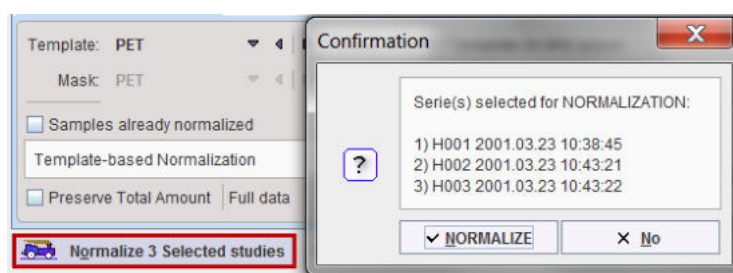 Template: PET
Mask: PET
Samples already normalized
Template-based Normalization
Preserve Total Amount Full data
Normalize 3 Selected studies
Confirmation
X
Serie(s) selected for NORMALIZATION:
1) H001 2001.03.23 10:38:45
2) H002 2001.03.23 10:43:21
3) H003 2001.03.23 10:43:22
?
NORMALIZE
No